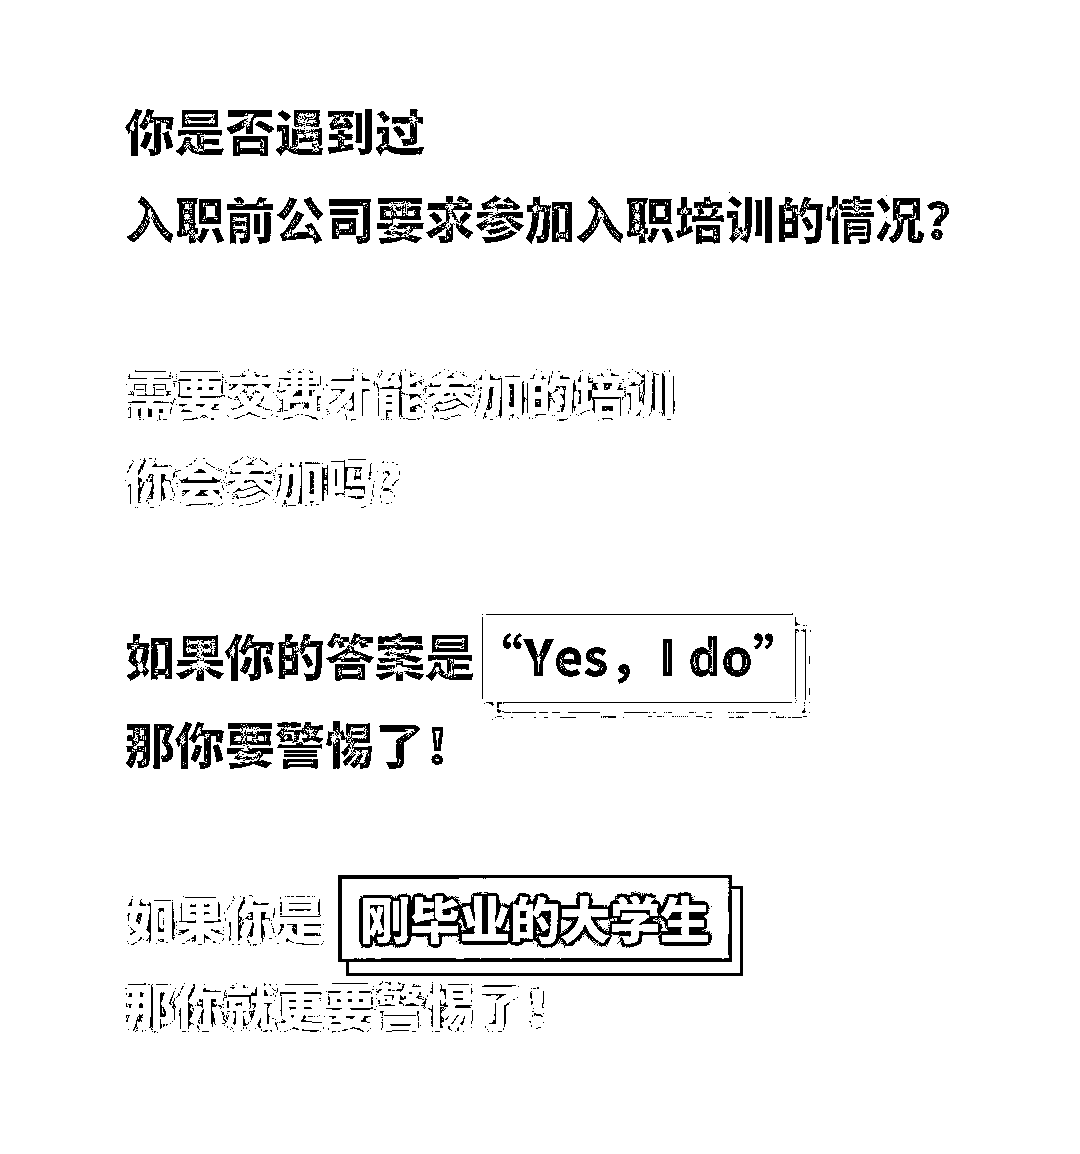 你是否遇到过
入职前公司要求参加入职培训的情况？
需要交费才能参加的培训
你会参加吗？
如果你的答案是“Yes，I do”
那你要警惕了！
如果你是刚毕业的大学生
那你就更要警惕了！